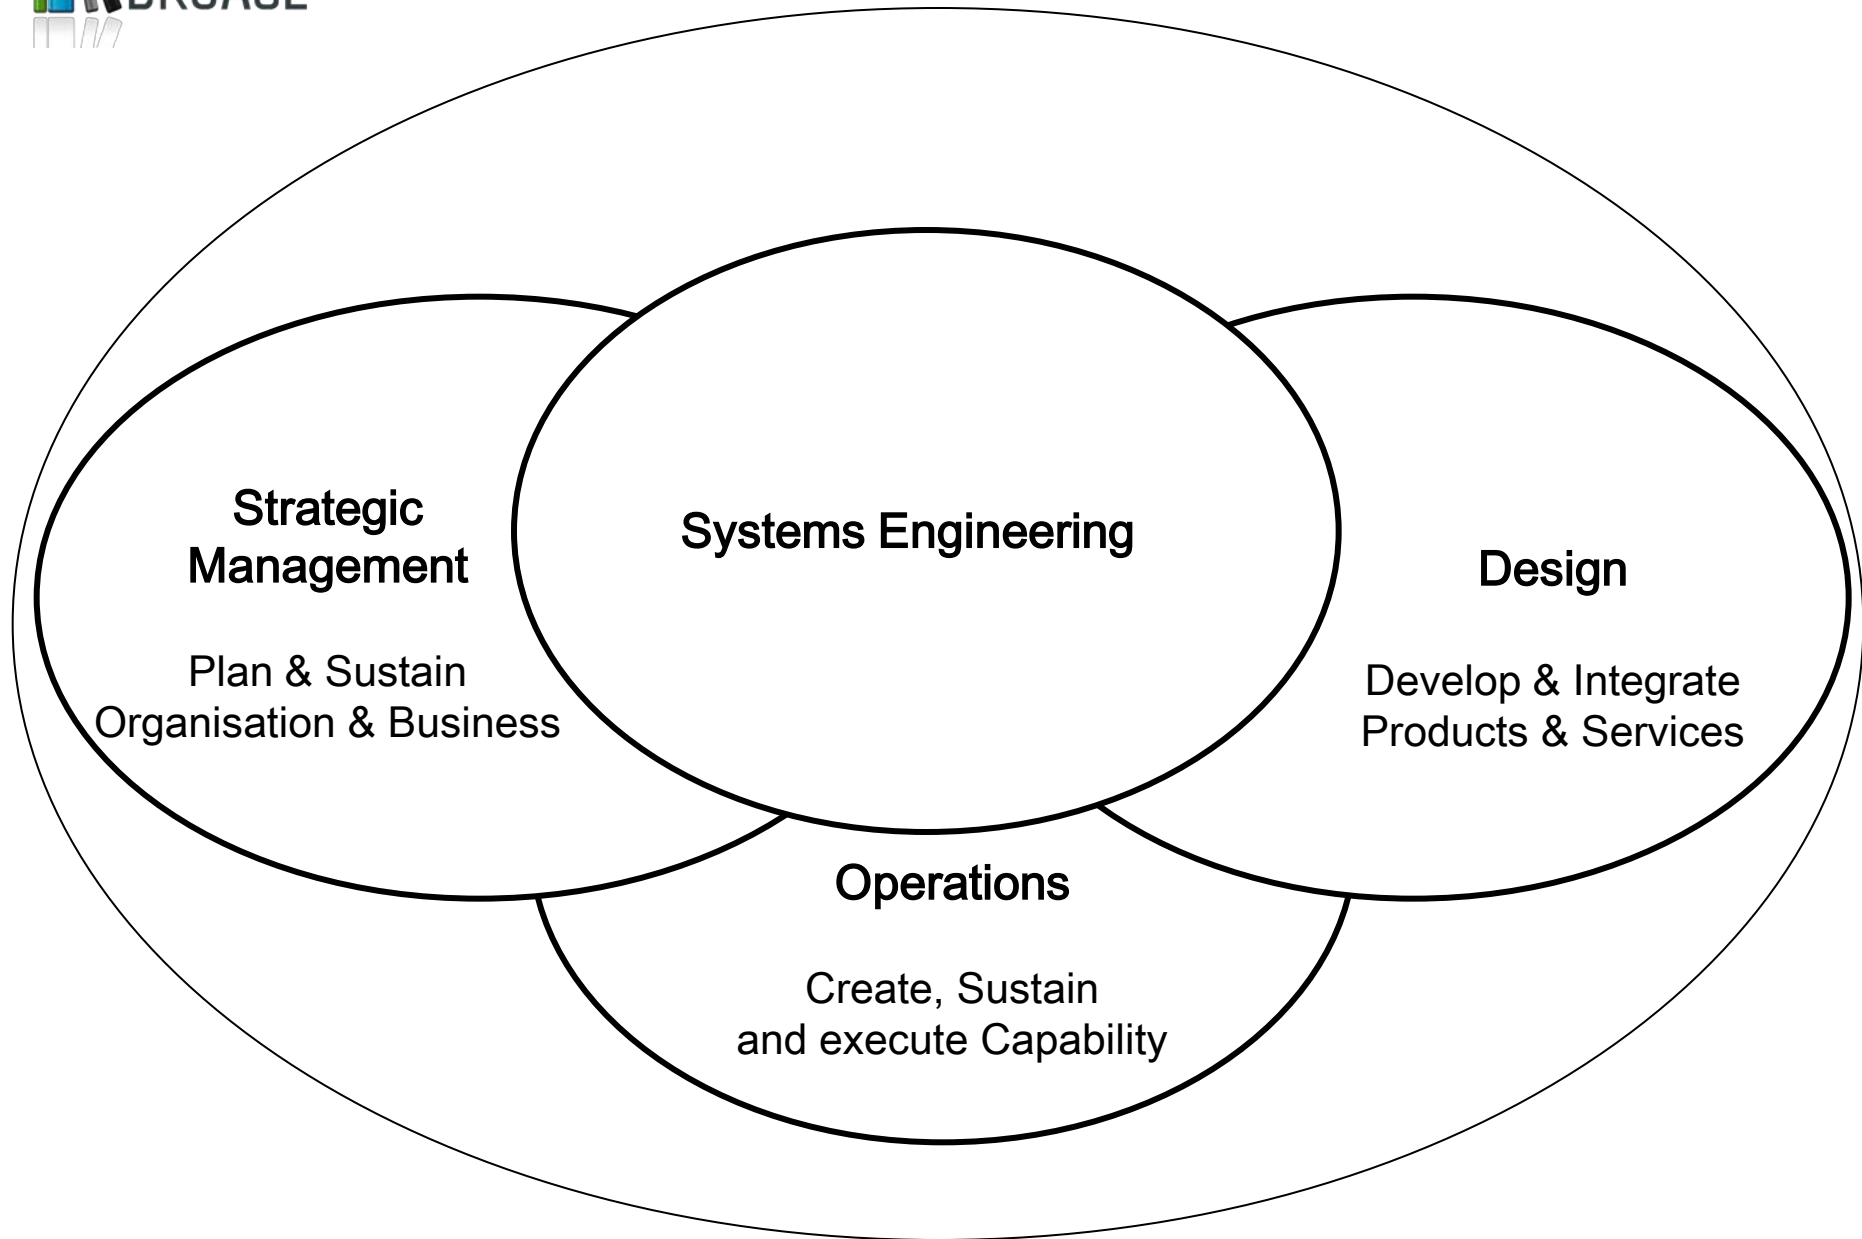 Strategic
Management
Plan & Sustain
Organisation & Business
Systems Engineering
Design
Develop & Integrate
Products & Services
Operations
Create, Sustain
and execute Capability